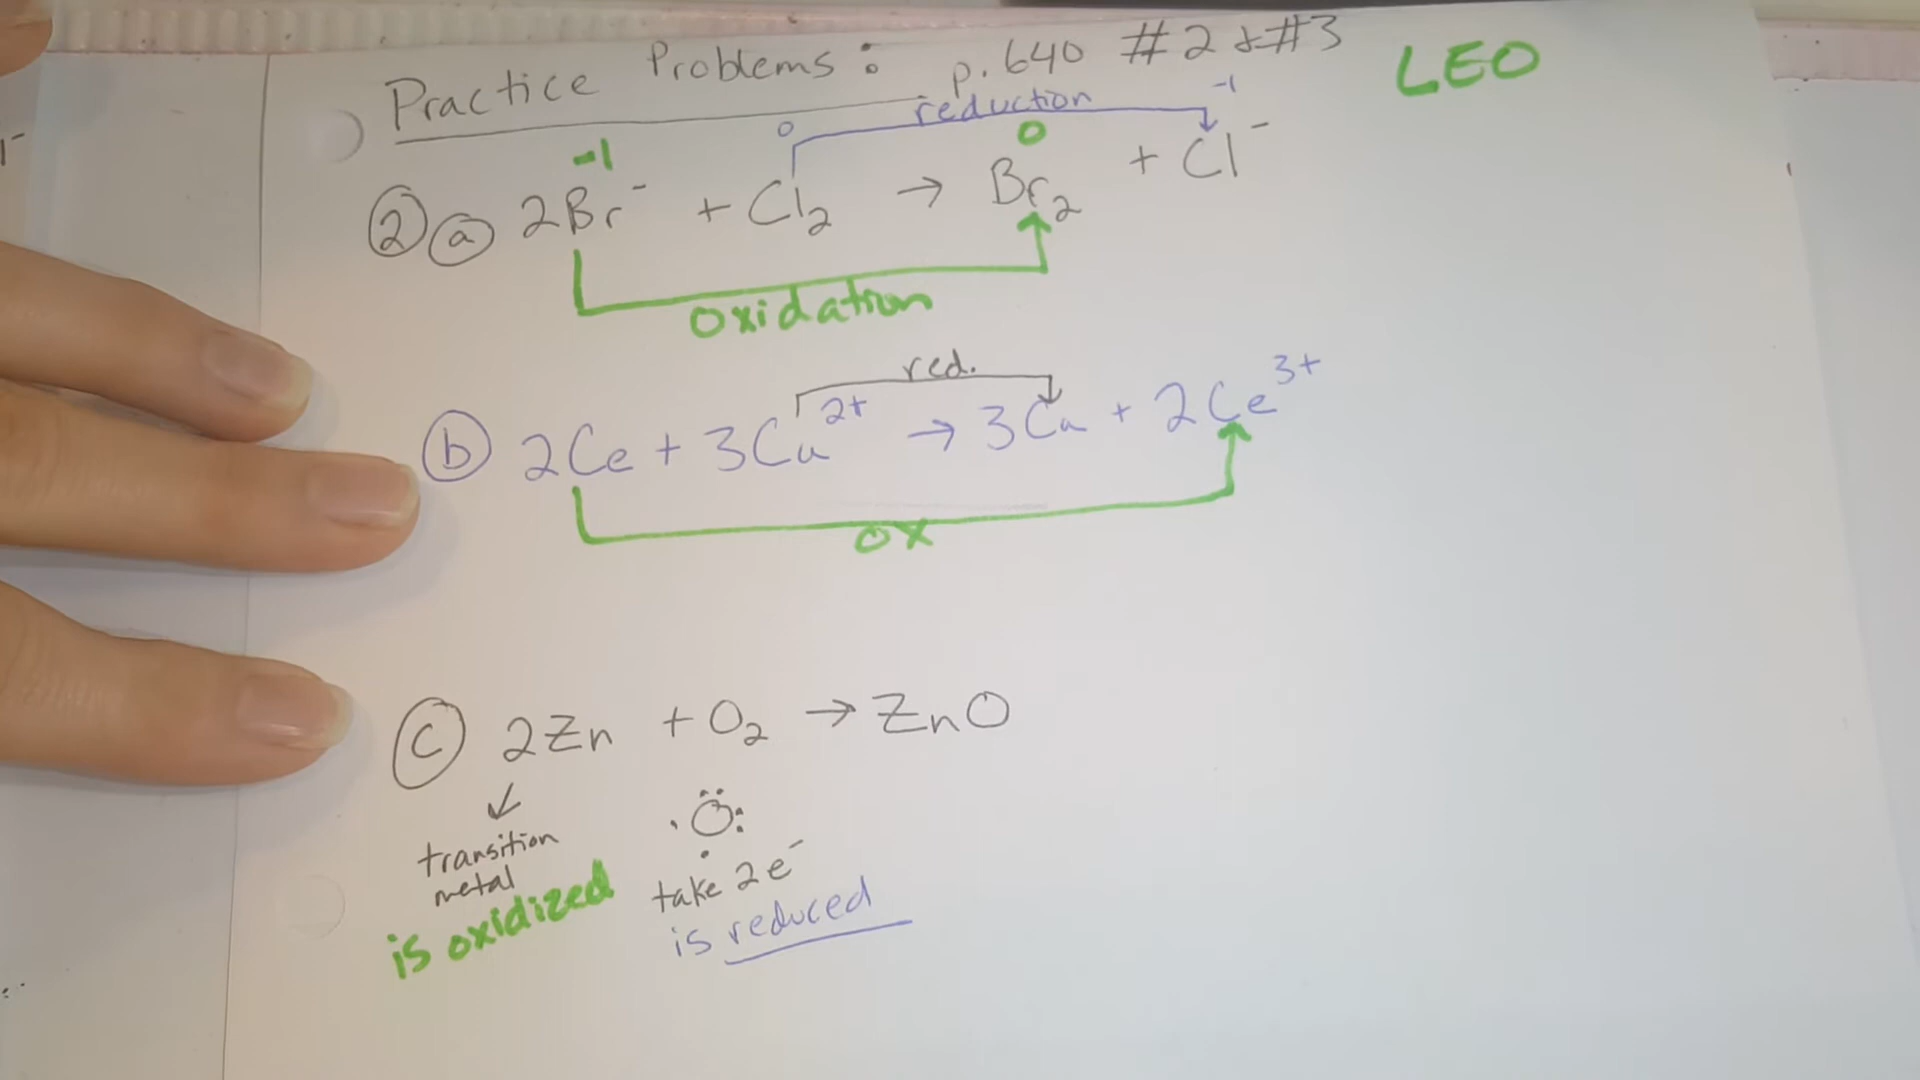 Practice Problems: p. 640 #2 & #3
LEO
reduction
-1
0
-1
0
② ⓐ 2Br⁻ + Cl₂ → Br₂ + Cl⁻
oxidation
red.
ⓑ 2Ce + 3Cu²⁺ → 3Cu + 2Ce³⁺
ox
ⓒ 2Zn + O₂ → ZnO
O
transition
metal
is oxidized
take 2e⁻
is reduced
1⁻